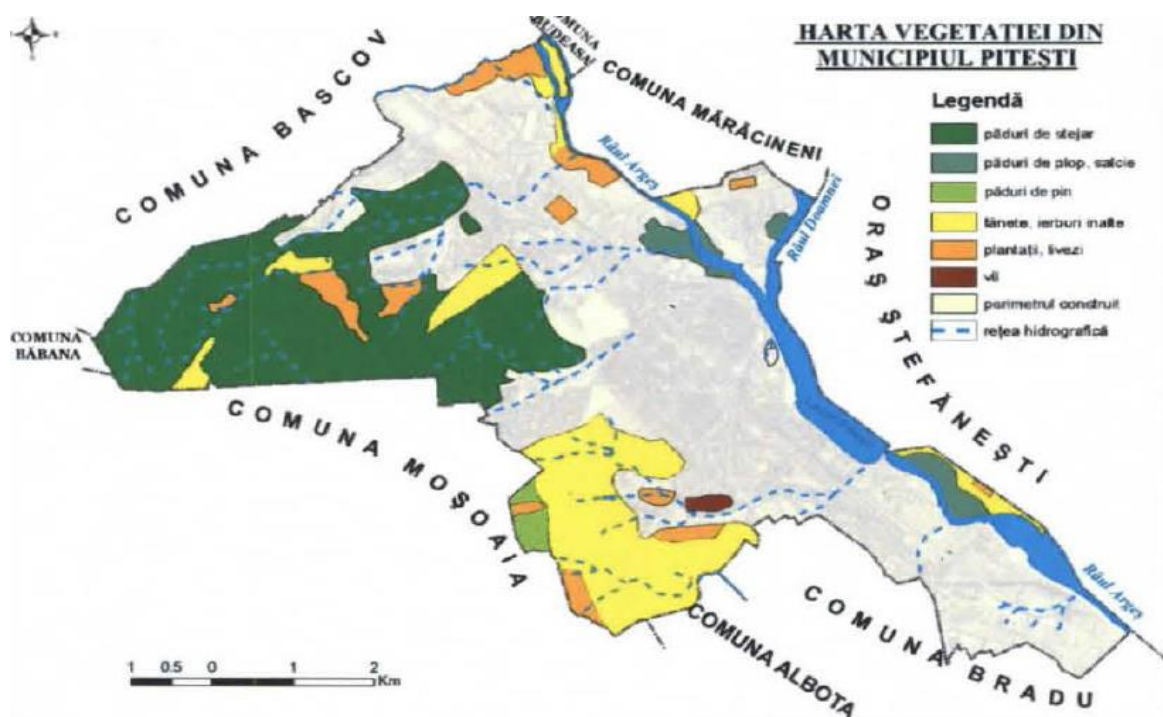 HARTA VEGETAȚIEI DIN
MUNICIPIUL PITEȘTI
Legendă
păduri de stejar
păduri de plop, salcie
păduri de pin
fânețe, ierburi inalte
plantații, livezi
vii
perimetrul construit
rețea hidrografică
COMUNA
BUDEASA
COMUNA BASCOV
COMUNA MĂRĂCINENI
Râul Argeș
Râul Doamnei
ORAȘ ȘTEFĂNEȘTI
COMUNA
BĂBANA
COMUNA MOȘOAIA
Râul Argeș
COMUNA ALBOTA
COMUNA BRADU
1 0.5 0 1 2
Km